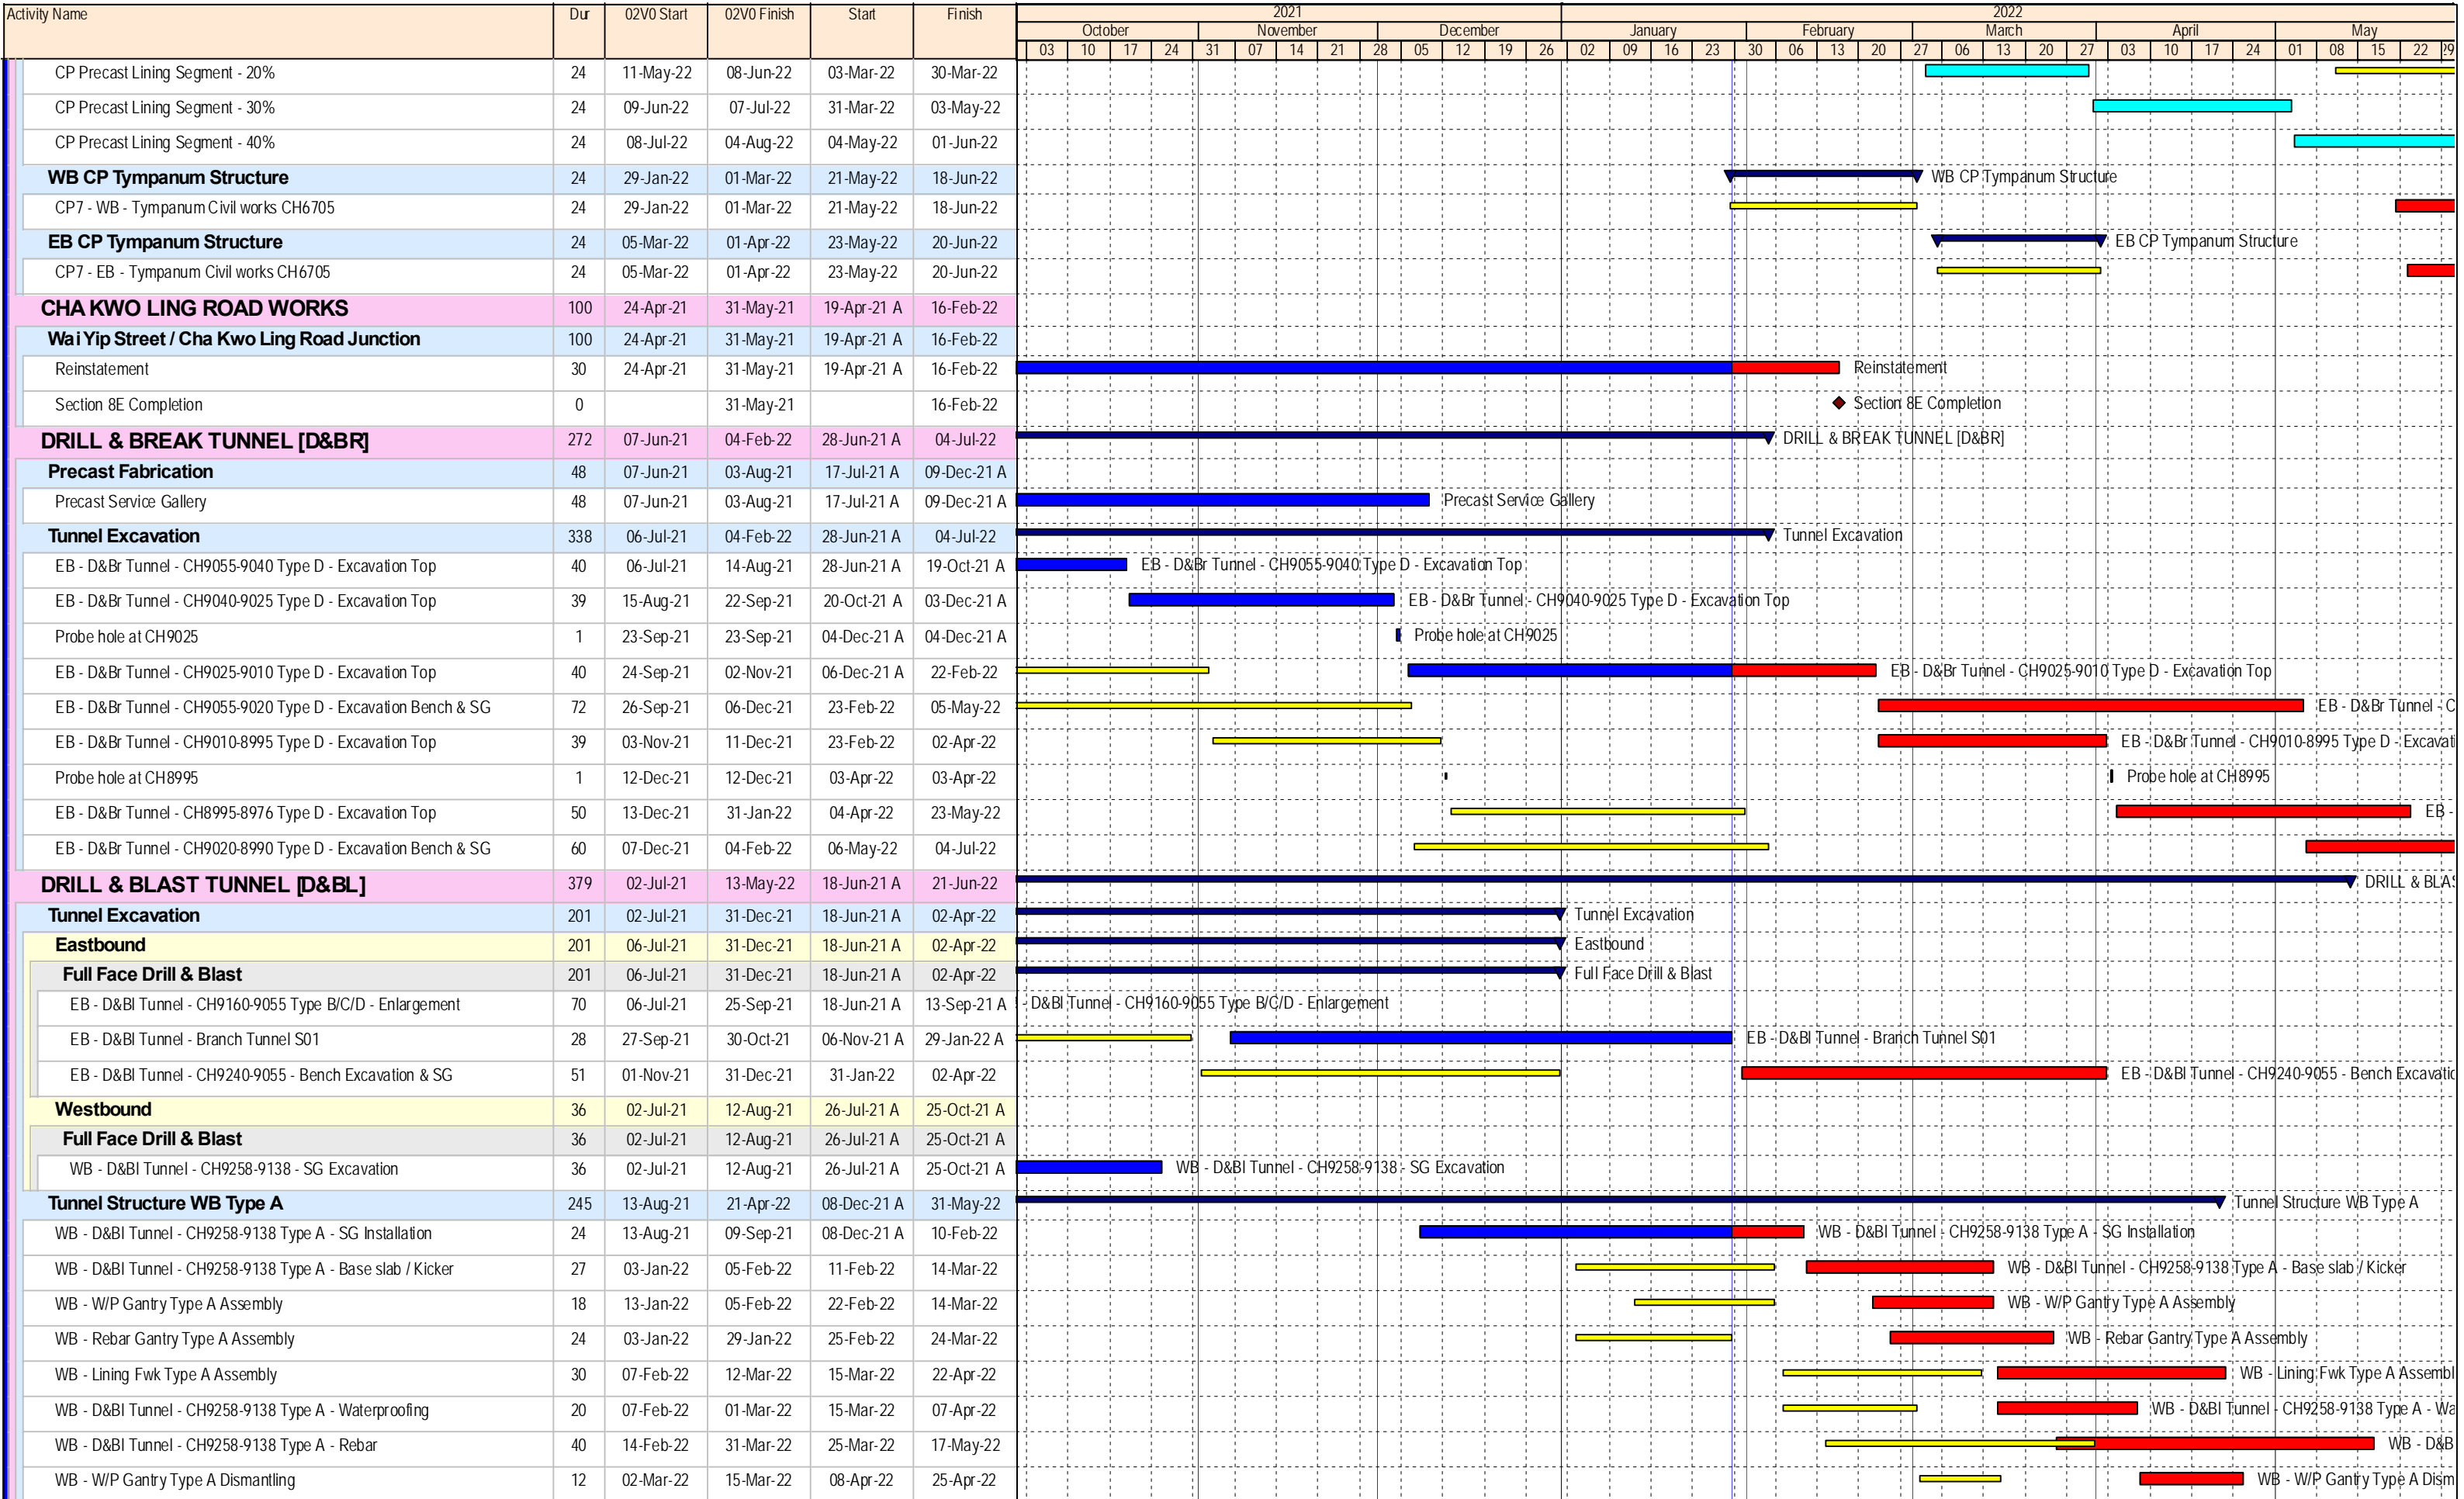 Activity Name Dur 02V0 Start 02V0 Finish Start Finish 2021 2022
October November December January February March April May
03 10 17 24 31 07 14 21 28 05 12 19 26 02 09 16 23 30 06 13 20 27 06 13 20 27 03 10 17 24 01 08 15 22 29
CP Precast Lining Segment - 20% 24 11-May-22 08-Jun-22 03-Mar-22 30-Mar-22
CP Precast Lining Segment - 30% 24 09-Jun-22 07-Jul-22 31-Mar-22 03-May-22
CP Precast Lining Segment - 40% 24 08-Jul-22 04-Aug-22 04-May-22 01-Jun-22
WB CP Tympanum Structure 24 29-Jan-22 01-Mar-22 21-May-22 18-Jun-22 WB CP Tympanum Structure
CP7 - WB - Tympanum Civil works CH6705 24 29-Jan-22 01-Mar-22 21-May-22 18-Jun-22
EB CP Tympanum Structure 24 05-Mar-22 01-Apr-22 23-May-22 20-Jun-22 EB CP Tympanum Structure
CP7 - EB - Tympanum Civil works CH6705 24 05-Mar-22 01-Apr-22 23-May-22 20-Jun-22
CHA KWO LING ROAD WORKS 100 24-Apr-21 31-May-21 19-Apr-21 A 16-Feb-22
Wai Yip Street / Cha Kwo Ling Road Junction 100 24-Apr-21 31-May-21 19-Apr-21 A 16-Feb-22
Reinstatement 30 24-Apr-21 31-May-21 19-Apr-21 A 16-Feb-22 Reinstatement
Section 8E Completion 0 31-May-21 16-Feb-22 Section 8E Completion
DRILL & BREAK TUNNEL [D&BR] 272 07-Jun-21 04-Feb-22 28-Jun-21 A 04-Jul-22 DRILL & BREAK TUNNEL [D&BR]
Precast Fabrication 48 07-Jun-21 03-Aug-21 17-Jul-21 A 09-Dec-21 A
Precast Service Gallery 48 07-Jun-21 03-Aug-21 17-Jul-21 A 09-Dec-21 A Precast Service Gallery
Tunnel Excavation 338 06-Jul-21 04-Feb-22 28-Jun-21 A 04-Jul-22 Tunnel Excavation
EB - D&Br Tunnel - CH9055-9040 Type D - Excavation Top 40 06-Jul-21 14-Aug-21 28-Jun-21 A 19-Oct-21 A EB - D&Br Tunnel - CH9055-9040 Type D - Excavation Top
EB - D&Br Tunnel - CH9040-9025 Type D - Excavation Top 39 15-Aug-21 22-Sep-21 20-Oct-21 A 03-Dec-21 A EB - D&Br Tunnel - CH9040-9025 Type D - Excavation Top
Probe hole at CH9025 1 23-Sep-21 23-Sep-21 04-Dec-21 A 04-Dec-21 A Probe hole at CH9025
EB - D&Br Tunnel - CH9025-9010 Type D - Excavation Top 40 24-Sep-21 02-Nov-21 06-Dec-21 A 22-Feb-22 EB - D&Br Tunnel - CH9025-9010 Type D - Excavation Top
EB - D&Br Tunnel - CH9055-9020 Type D - Excavation Bench & SG 72 26-Sep-21 06-Dec-21 23-Feb-22 05-May-22 EB - D&Br Tunnel - C
EB - D&Br Tunnel - CH9010-8995 Type D - Excavation Top 39 03-Nov-21 11-Dec-21 23-Feb-22 02-Apr-22 EB - D&Br Tunnel - CH9010-8995 Type D - Excavati
Probe hole at CH8995 1 12-Dec-21 12-Dec-21 03-Apr-22 03-Apr-22 Probe hole at CH8995
EB - D&Br Tunnel - CH8995-8976 Type D - Excavation Top 50 13-Dec-21 31-Jan-22 04-Apr-22 23-May-22 EB -
EB - D&Br Tunnel - CH9020-8990 Type D - Excavation Bench & SG 60 07-Dec-21 04-Feb-22 06-May-22 04-Jul-22
DRILL & BLAST TUNNEL [D&BL] 379 02-Jul-21 13-May-22 18-Jun-21 A 21-Jun-22 DRILL & BLAS
Tunnel Excavation 201 02-Jul-21 31-Dec-21 18-Jun-21 A 02-Apr-22 Tunnel Excavation
Eastbound 201 06-Jul-21 31-Dec-21 18-Jun-21 A 02-Apr-22 Eastbound
Full Face Drill & Blast 201 06-Jul-21 31-Dec-21 18-Jun-21 A 02-Apr-22 Full Face Drill & Blast
EB - D&Bl Tunnel - CH9160-9055 Type B/C/D - Enlargement 70 06-Jul-21 25-Sep-21 18-Jun-21 A 13-Sep-21 A - D&Bl Tunnel - CH9160-9055 Type B/C/D - Enlargement
EB - D&Bl Tunnel - Branch Tunnel S01 28 27-Sep-21 30-Oct-21 06-Nov-21 A 29-Jan-22 A EB - D&Bl Tunnel - Branch Tunnel S01
EB - D&Bl Tunnel - CH9240-9055 - Bench Excavation & SG 51 01-Nov-21 31-Dec-21 31-Jan-22 02-Apr-22 EB - D&Bl Tunnel - CH9240-9055 - Bench Excavatio
Westbound 36 02-Jul-21 12-Aug-21 26-Jul-21 A 25-Oct-21 A
Full Face Drill & Blast 36 02-Jul-21 12-Aug-21 26-Jul-21 A 25-Oct-21 A
WB - D&Bl Tunnel - CH9258-9138 - SG Excavation 36 02-Jul-21 12-Aug-21 26-Jul-21 A 25-Oct-21 A WB - D&Bl Tunnel - CH9258-9138 - SG Excavation
Tunnel Structure WB Type A 245 13-Aug-21 21-Apr-22 08-Dec-21 A 31-May-22 Tunnel Structure WB Type A
WB - D&Bl Tunnel - CH9258-9138 Type A - SG Installation 24 13-Aug-21 09-Sep-21 08-Dec-21 A 10-Feb-22 WB - D&Bl Tunnel - CH9258-9138 Type A - SG Installation
WB - D&Bl Tunnel - CH9258-9138 Type A - Base slab / Kicker 27 03-Jan-22 05-Feb-22 11-Feb-22 14-Mar-22 WB - D&Bl Tunnel - CH9258-9138 Type A - Base slab / Kicker
WB - W/P Gantry Type A Assembly 18 13-Jan-22 05-Feb-22 22-Feb-22 14-Mar-22 WB - W/P Gantry Type A Assembly
WB - Rebar Gantry Type A Assembly 24 03-Jan-22 29-Jan-22 25-Feb-22 24-Mar-22 WB - Rebar Gantry Type A Assembly
WB - Lining Fwk Type A Assembly 30 07-Feb-22 12-Mar-22 15-Mar-22 22-Apr-22 WB - Lining Fwk Type A Assembl
WB - D&Bl Tunnel - CH9258-9138 Type A - Waterproofing 20 07-Feb-22 01-Mar-22 15-Mar-22 07-Apr-22 WB - D&Bl Tunnel - CH9258-9138 Type A - Wa
WB - D&Bl Tunnel - CH9258-9138 Type A - Rebar 40 14-Feb-22 31-Mar-22 25-Mar-22 17-May-22 WB - D&B
WB - W/P Gantry Type A Dismantling 12 02-Mar-22 15-Mar-22 08-Apr-22 25-Apr-22 WB - W/P Gantry Type A Dism